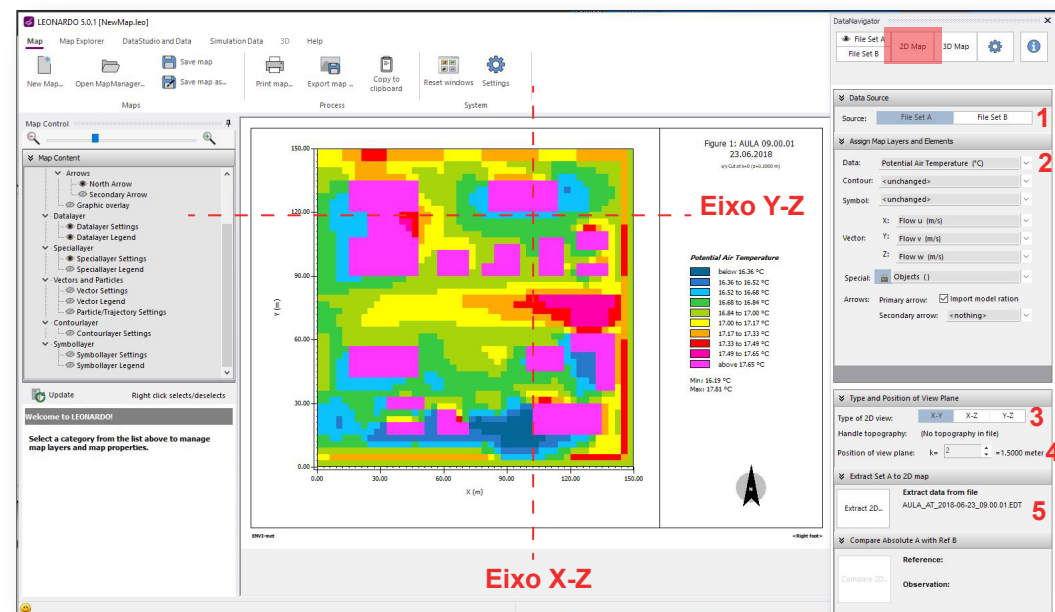 LEONARDO 5.0.1 [NewMap.leo]
Map Map Explorer DataStudio and Data Simulation Data 3D Help
New Map... Open MapManager... Save map
Save map as...
Print map... Export map ... Copy to clipboard
Reset windows Settings
Maps Process System
Map Control
Map Content
Arrows
North Arrow
Secondary Arrow
Graphic overlay
Datalayer
Datalayer Settings
Datalayer Legend
Speciallayer
Speciallayer Settings
Speciallayer Legend
Vectors and Particles
Vector Settings
Vector Legend
Particle/Trajectory Settings
Contourlayer
Contourlayer Settings
Symbollayer
Symbollayer Settings
Symbollayer Legend
Update Right click selects/deselects
Welcome to LEONARDO!
Select a category from the list above to manage
map layers and map properties.
150.00
120.00
90.00
60.00
30.00
0.00
Y (m)
0.00 30.00 60.00 90.00 120.00 150.00
X (m)
Figure 1: AULA 09.00.01
23.06.2018
x/y Cut at k=0 (z=0.2000 m)
Eixo Y-Z
Potential Air Temperature
below 16.36 °C
16.36 to 16.52 °C
16.52 to 16.68 °C
16.68 to 16.84 °C
16.84 to 17.00 °C
17.00 to 17.17 °C
17.17 to 17.33 °C
17.33 to 17.49 °C
17.49 to 17.65 °C
above 17.65 °C
Min: 16.19 °C
Max: 17.81 °C
N
ENVI-met <Right foot>
Eixo X-Z
DataNavigator
File Set A
File Set B
2D Map 3D Map
Data Source
Source: File Set A File Set B 1
Assign Map Layers and Elements
Data: Potential Air Temperature (°C) 2
Contour: <unchanged>
Symbol: <unchanged>
X: Flow u (m/s)
Vector: Y: Flow v (m/s)
Z: Flow w (m/s)
Special: Objects ()
Arrows: Primary arrow: Import model ration
Secondary arrow: <nothing>
Type and Position of View Plane
Type of 2D view: X-Y X-Z Y-Z 3
Handle topography: (No topography in file)
Position of view plane: k= 2 =1.5000 meter 4
Extract Set A to 2D map
Extract data from file
Extract 2D... AULA_AT_2018-06-23_09.00.01.EDT 5
Compare Absolute A with Ref B
Reference:
Compare 2D...
Observation: